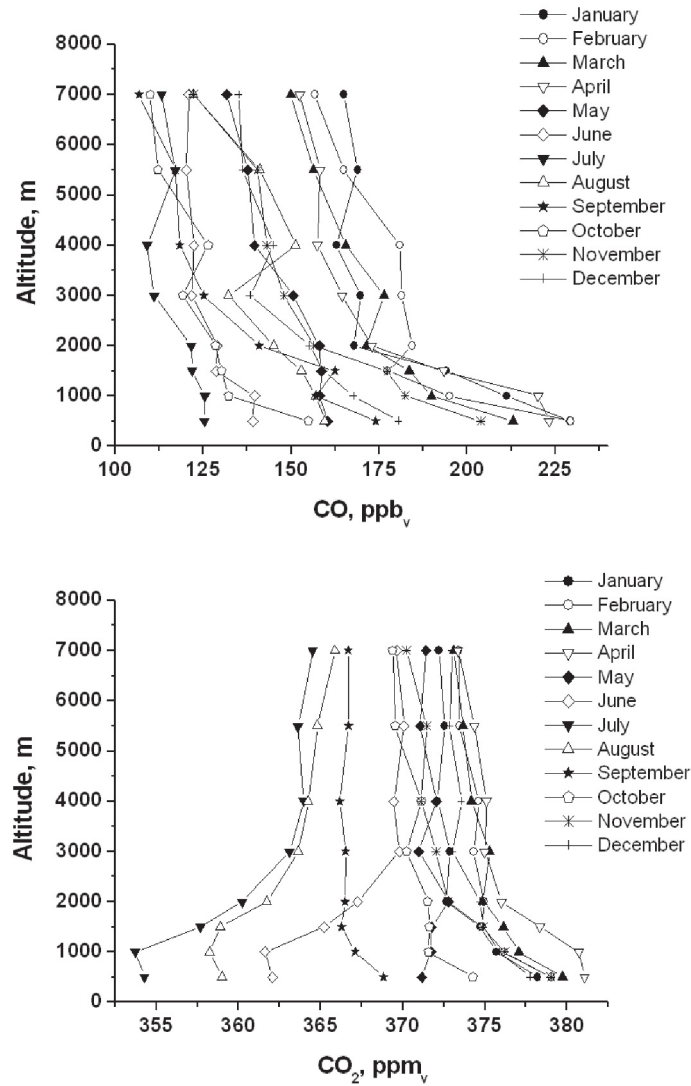 January
February
March
April
May
June
July
August
September
October
November
December
8000
7000
6000
5000
4000
3000
2000
1000
0
Altitude, m
100 125 150 175 200 225
CO, ppbv
January
February
March
April
May
June
July
August
September
October
November
December
8000
7000
6000
5000
4000
3000
2000
1000
0
Altitude, m
355 360 365 370 375 380
CO2, ppmv